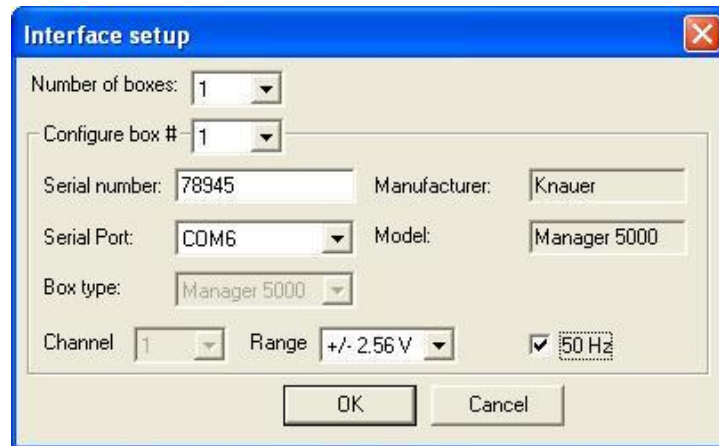 Interface setup
Number of boxes: 1
Configure box # 1
Serial number: 78945 Manufacturer: Knauer
Serial Port: COM6 Model: Manager 5000
Box type: Manager 5000
Channel 1 Range +/- 2.56 V 50 Hz
OK Cancel